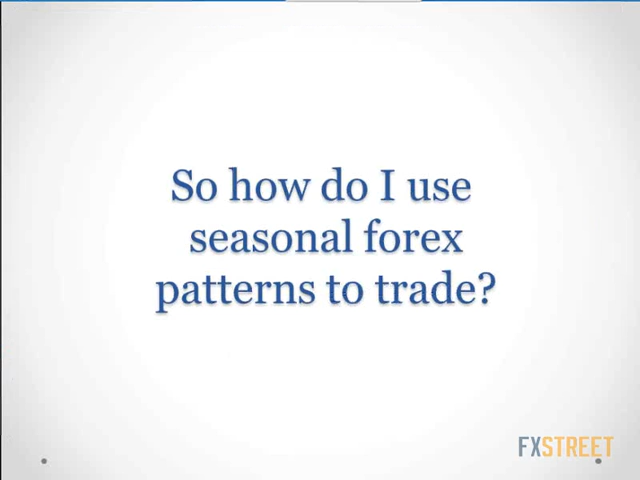 So how do I use
seasonal forex
patterns to trade?
FXSTREET